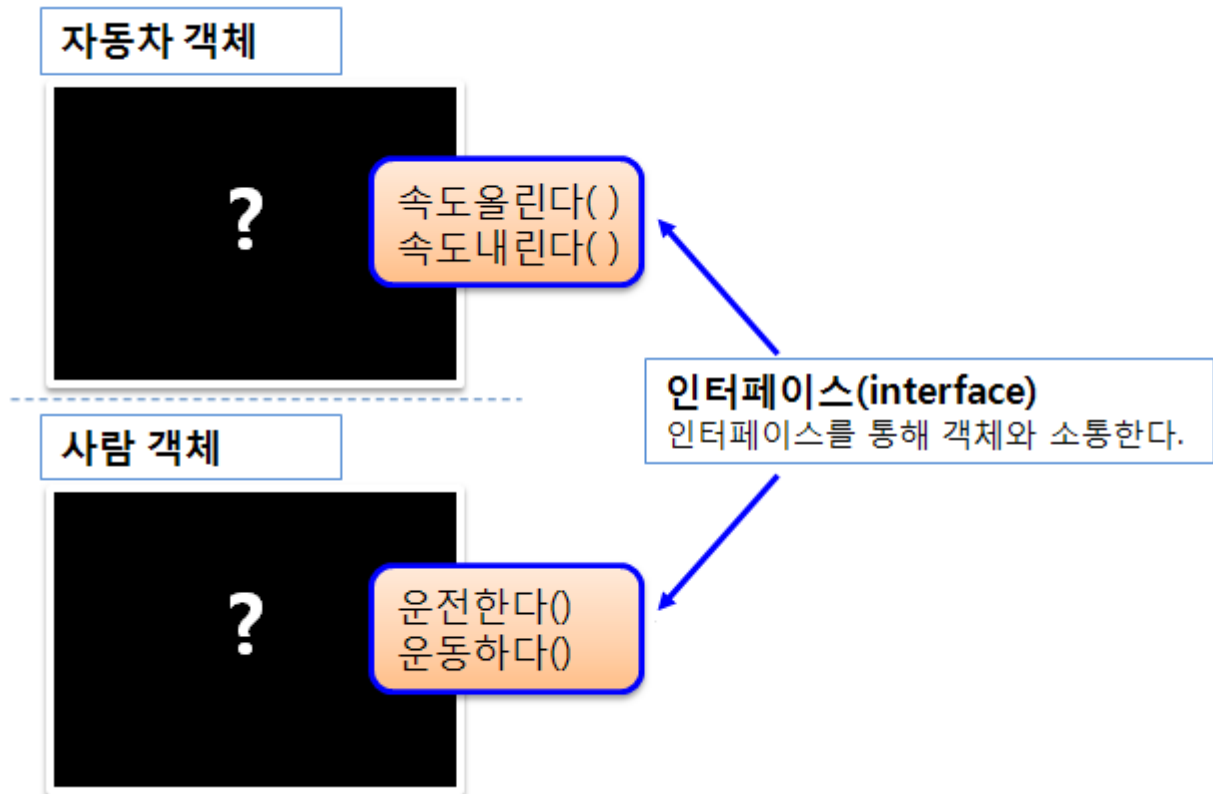 자동차 객체
?
속도올린다( )
속도내린다( )
인터페이스(interface)
인터페이스를 통해 객체와 소통한다.
사람 객체
?
운전한다()
운동하다()